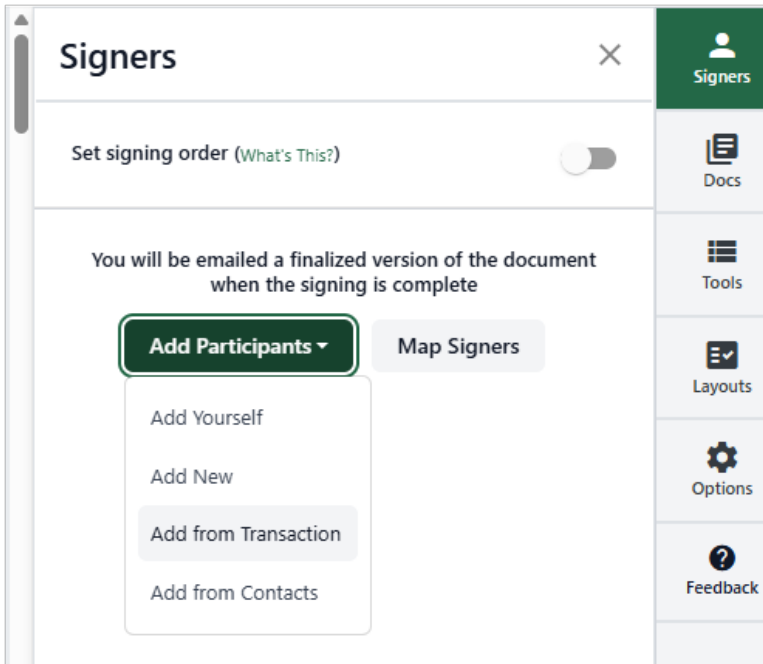 Signers
Set signing order (What's This?)
You will be emailed a finalized version of the document
when the signing is complete
Add Participants
Map Signers
Add Yourself
Add New
Add from Transaction
Add from Contacts
Signers
Docs
Tools
Layouts
Options
Feedback